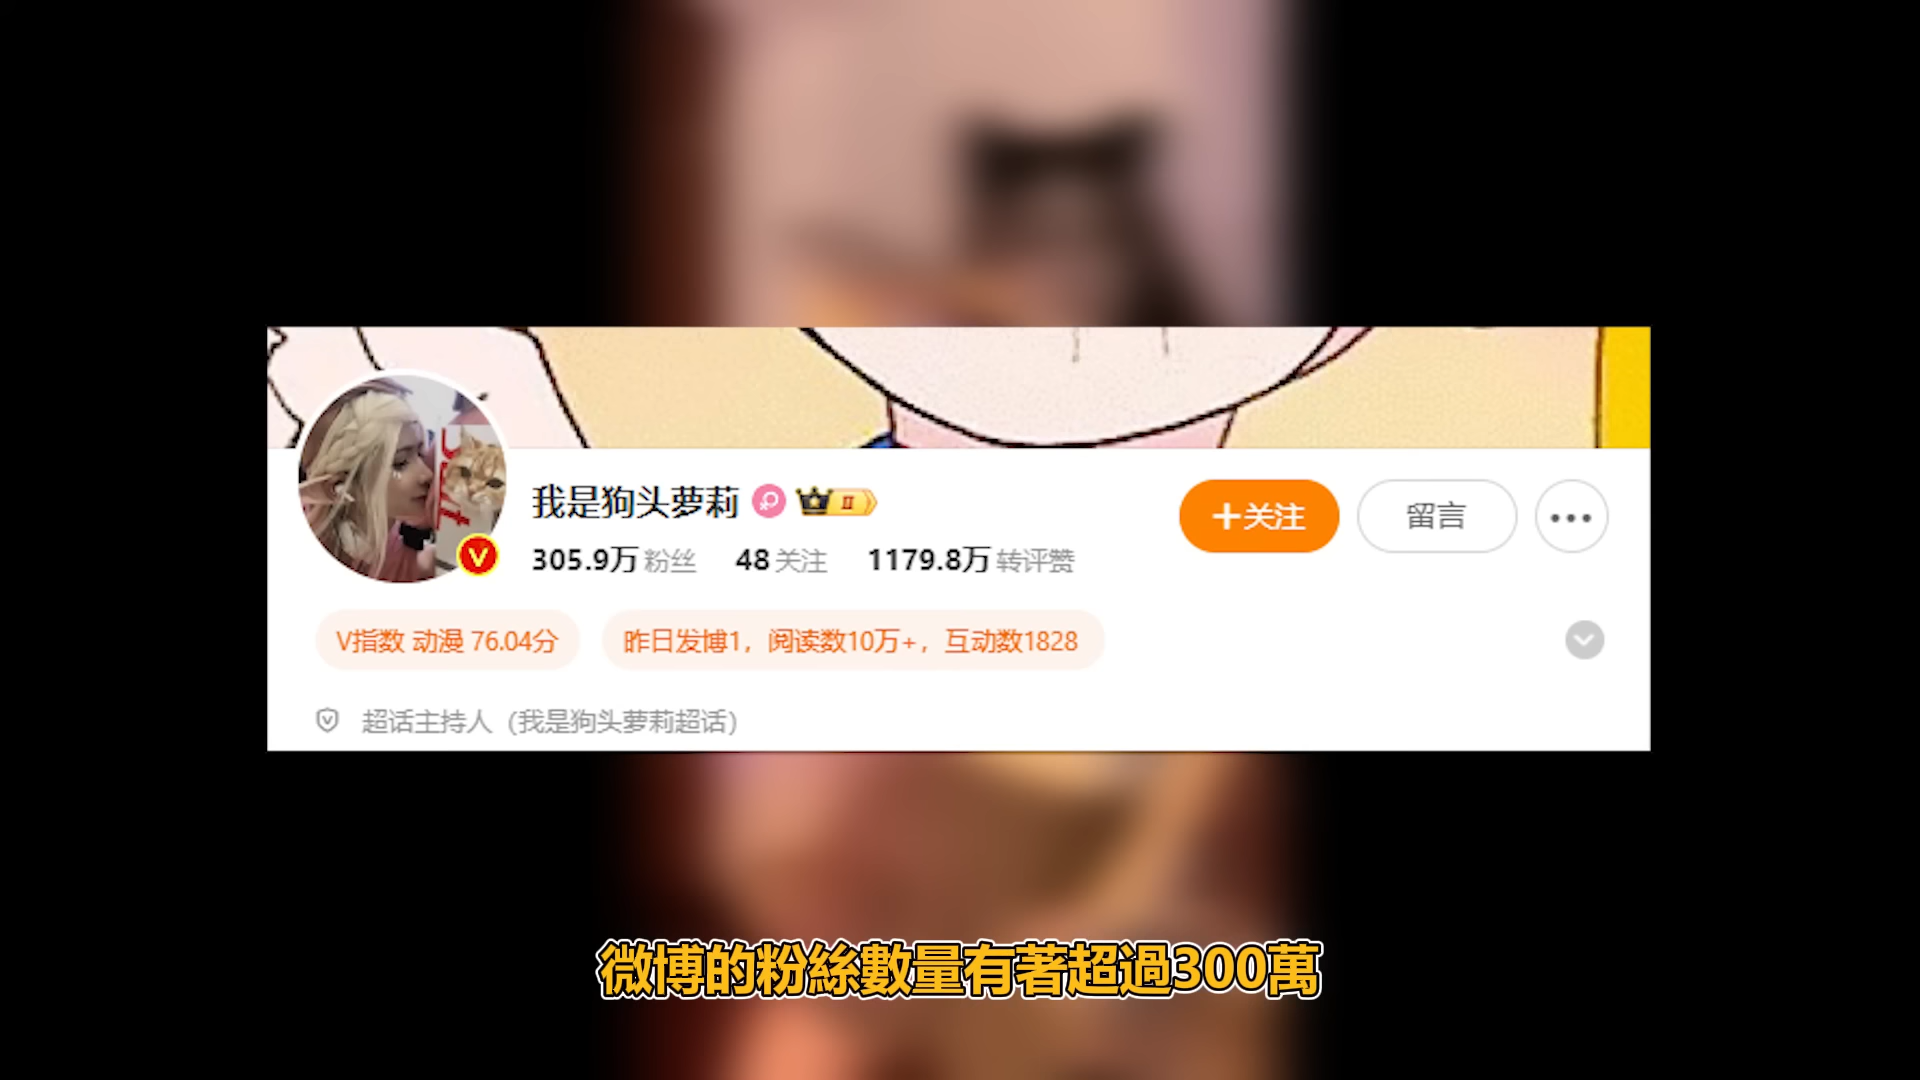 我是狗头萝莉 II
305.9万 粉丝 48 关注 1179.8万 转评赞
+关注
留言
V指数 动漫 76.04分
昨日发博1，阅读数10万+，互动数1828
超话主持人（我是狗头萝莉超话）
微博的粉絲數量有著超過300萬